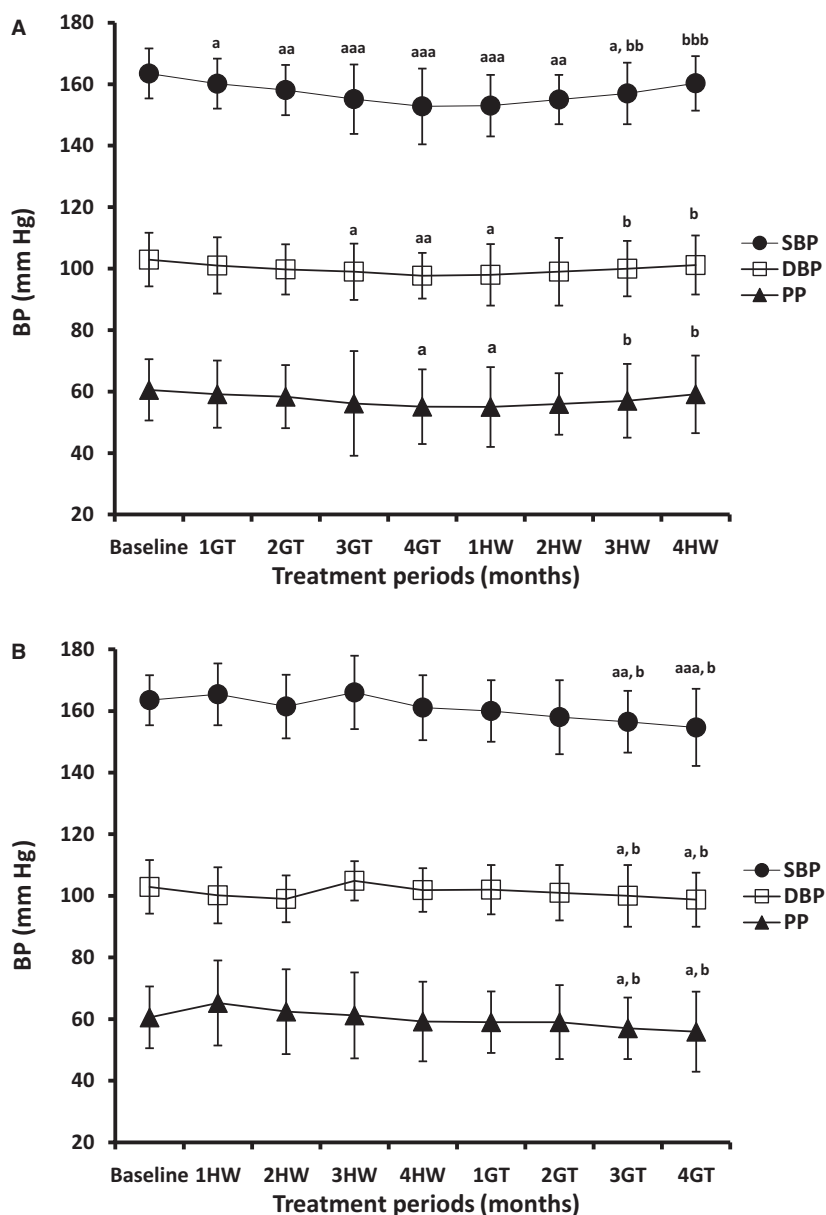 A
180
160
140
120
100
80
60
40
20
BP (mm Hg)
a aa aaa aaa aaa aa a, bb bbb
a aa a b b
a a b b
SBP
DBP
PP
Baseline 1GT 2GT 3GT 4GT 1HW 2HW 3HW 4HW
Treatment periods (months)
B
180
160
140
120
100
80
60
40
20
BP (mm Hg)
aa, b aaa, b
a, b a, b
a, b a, b
SBP
DBP
PP
Baseline 1HW 2HW 3HW 4HW 1GT 2GT 3GT 4GT
Treatment periods (months)